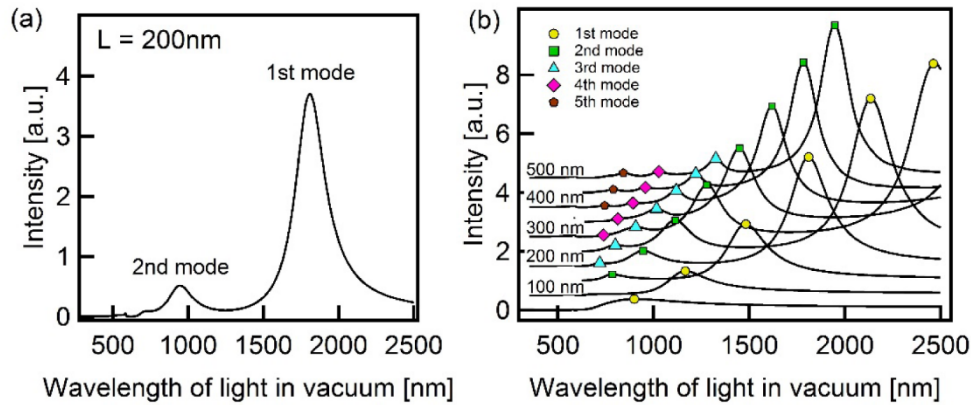 (a)
L = 200nm
1st mode
2nd mode
Intensity [a.u.]
4
3
2
1
0
500 1000 1500 2000 2500
Wavelength of light in vacuum [nm]
(b)
1st mode
2nd mode
3rd mode
4th mode
5th mode
Intensity [a.u.]
8
6
4
2
0
500 nm
400 nm
300 nm
200 nm
100 nm
500 1000 1500 2000 2500
Wavelength of light in vacuum [nm]